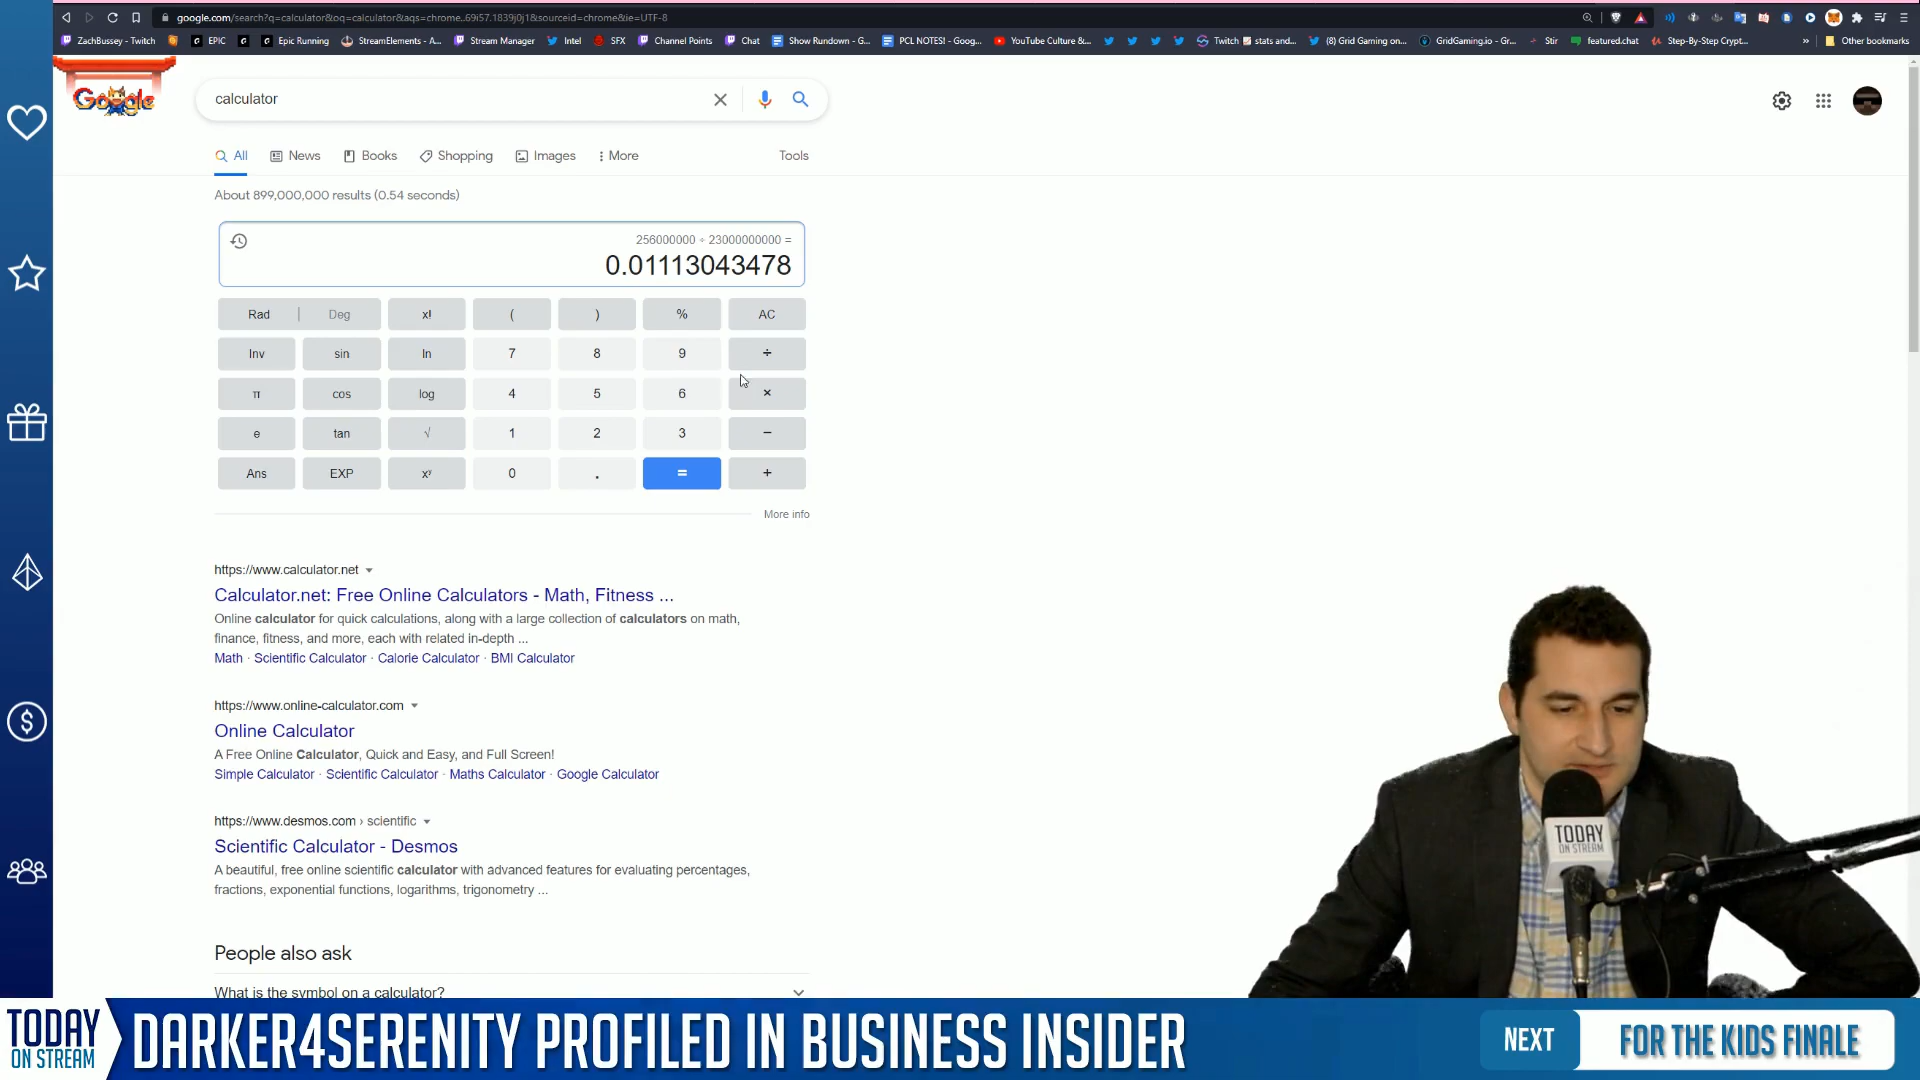 google.com/search?q=calculator&oq=calculator&aqs=chrome..69i57.1839j0j1&sourceid=chrome&ie=UTF-8
ZachBussey - Twitch
EPIC
Epic Running
StreamElements - A...
Stream Manager
Intel
SFX
Channel Points
Chat
Show Rundown - G...
PCL NOTES! - Goog...
YouTube Culture &...
Twitch stats and...
(8) Grid Gaming on...
GridGaming.io - Gr...
Stir
featured.chat
Step-By-Step Crypt...
»
Other bookmarks
Google
calculator
All
News
Books
Shopping
Images
More
Tools
About 899,000,000 results (0.54 seconds)
256000000 ÷ 23000000000 =
0.01113043478
Rad | Deg x! ( ) % AC
Inv sin ln 7 8 9 ÷
π cos log 4 5 6 ×
e tan √ 1 2 3 −
Ans EXP xʸ 0 . = +
More info
https://www.calculator.net
Calculator.net: Free Online Calculators - Math, Fitness ...
Online calculator for quick calculations, along with a large collection of calculators on math,
finance, fitness, and more, each with related in-depth ...
Math · Scientific Calculator · Calorie Calculator · BMI Calculator
https://www.online-calculator.com
Online Calculator
A Free Online Calculator, Quick and Easy, and Full Screen!
Simple Calculator · Scientific Calculator · Maths Calculator · Google Calculator
https://www.desmos.com › scientific
Scientific Calculator - Desmos
A beautiful, free online scientific calculator with advanced features for evaluating percentages,
fractions, exponential functions, logarithms, trigonometry ...
People also ask
What is the symbol on a calculator?
TODAY
ON STREAM
TODAY
ON STREAM
DARKER4SERENITY PROFILED IN BUSINESS INSIDER
NEXT
FOR THE KIDS FINALE